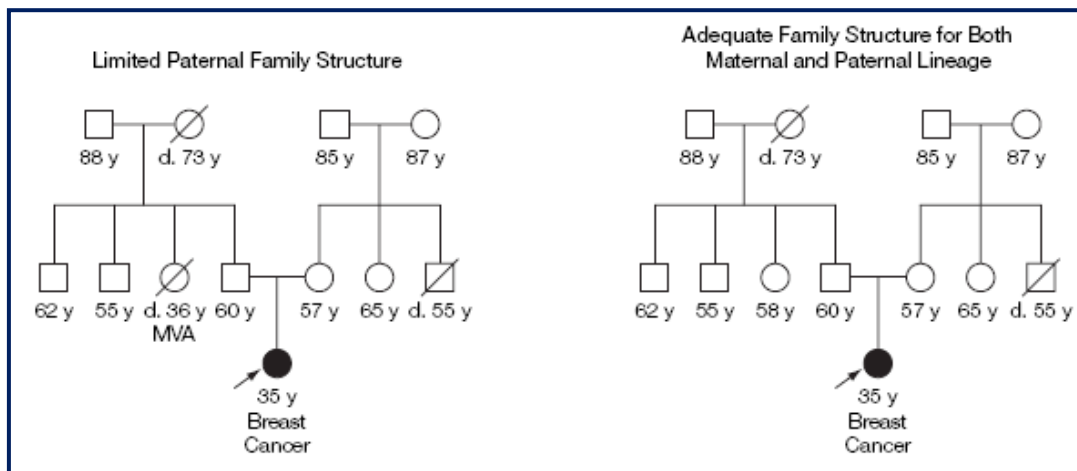 Limited Paternal Family Structure
88 y d. 73 y 85 y 87 y
62 y 55 y d. 36 y 60 y 57 y 65 y d. 55 y
MVA
35 y
Breast
Cancer
Adequate Family Structure for Both
Maternal and Paternal Lineage
88 y d. 73 y 85 y 87 y
62 y 55 y 58 y 60 y 57 y 65 y d. 55 y
35 y
Breast
Cancer